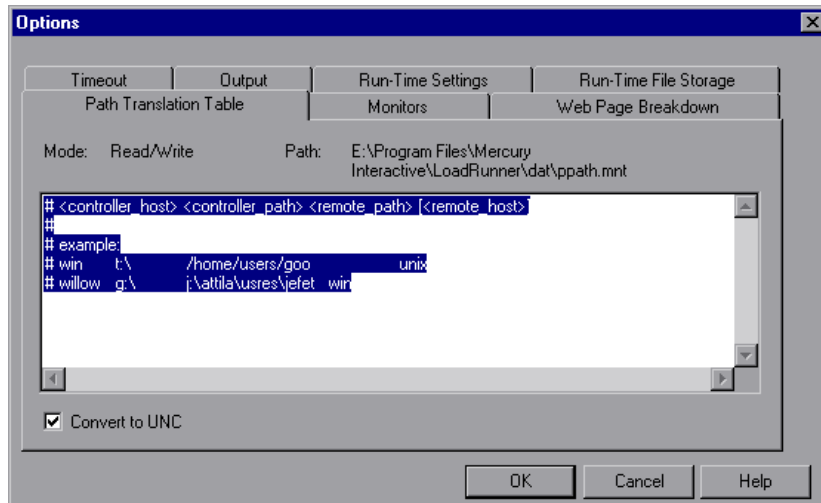 Options
Timeout Output Run-Time Settings Run-Time File Storage
Path Translation Table Monitors Web Page Breakdown
Mode: Read/Write Path: E:\Program Files\Mercury
Interactive\LoadRunner\dat\ppath.mnt
# <controller_host> <controller_path> <remote_path> [<remote_host>]
#
# example:
# win t:\ /home/users/goo unix
# willow g:\ j:\attila\usres\jefet win
Convert to UNC
OK Cancel Help